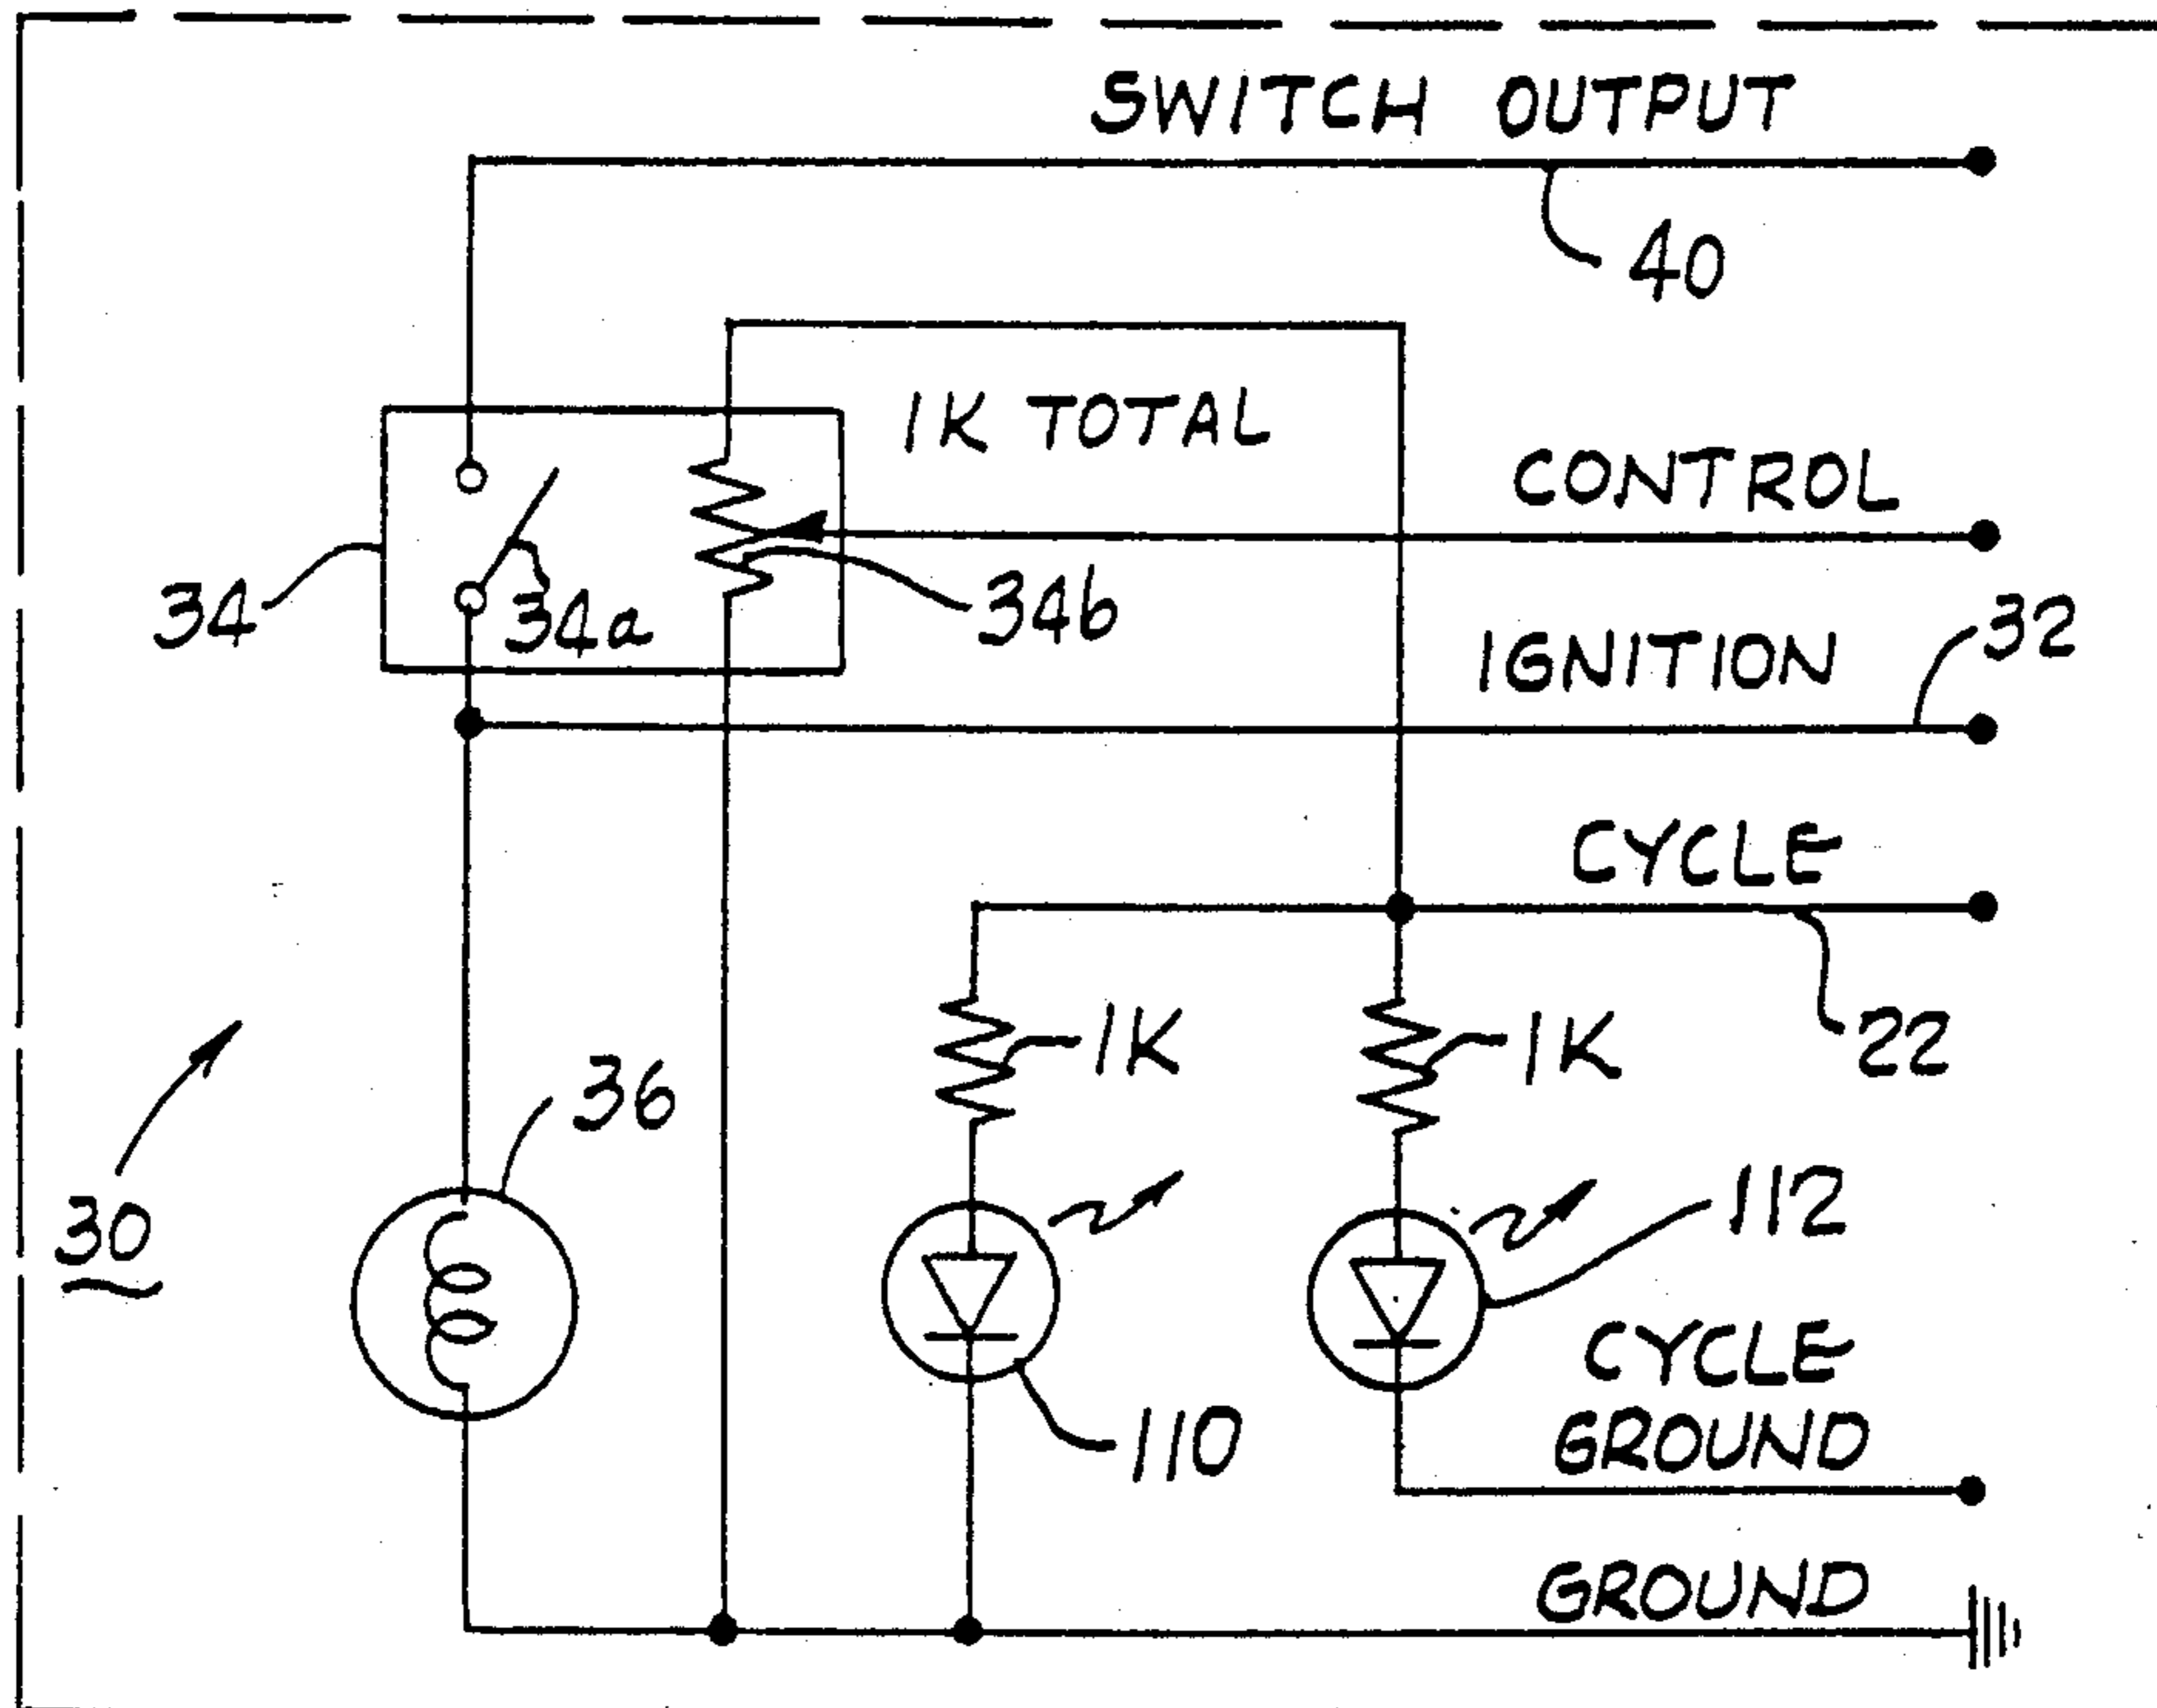 SWITCH OUTPUT
40
1K TOTAL
CONTROL
34
34a
34b
32
IGNITION
CYCLE
1K
1K
22
36
30
112
CYCLE
GROUND
110
GROUND